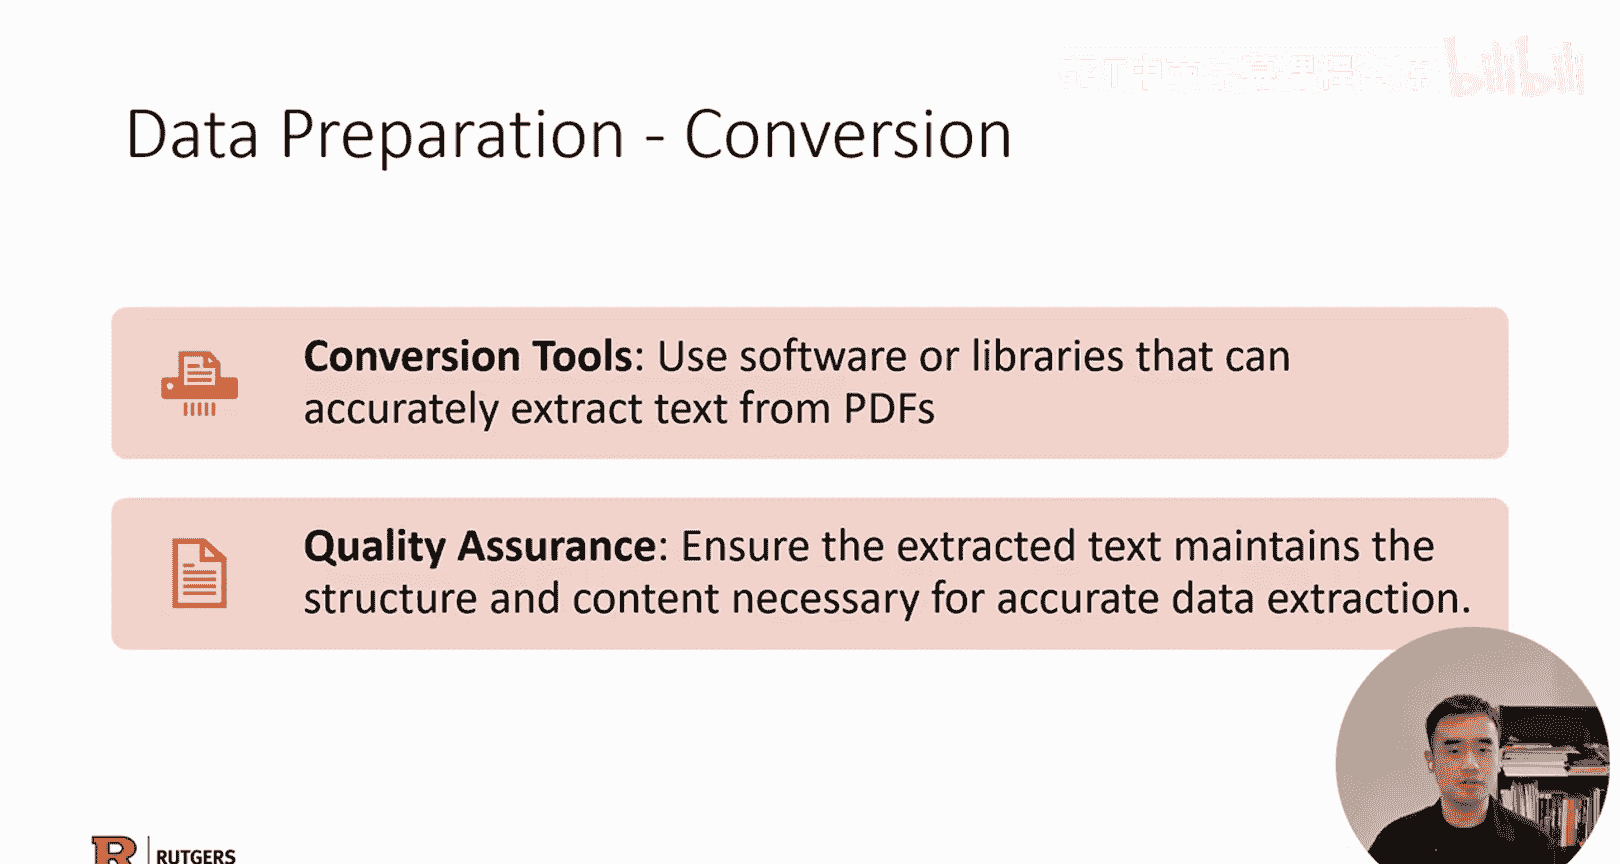 bilibili
Data Preparation - Conversion
Conversion Tools: Use software or libraries that can
accurately extract text from PDFs
Quality Assurance: Ensure the extracted text maintains the
structure and content necessary for accurate data extraction.
R RUTGERS